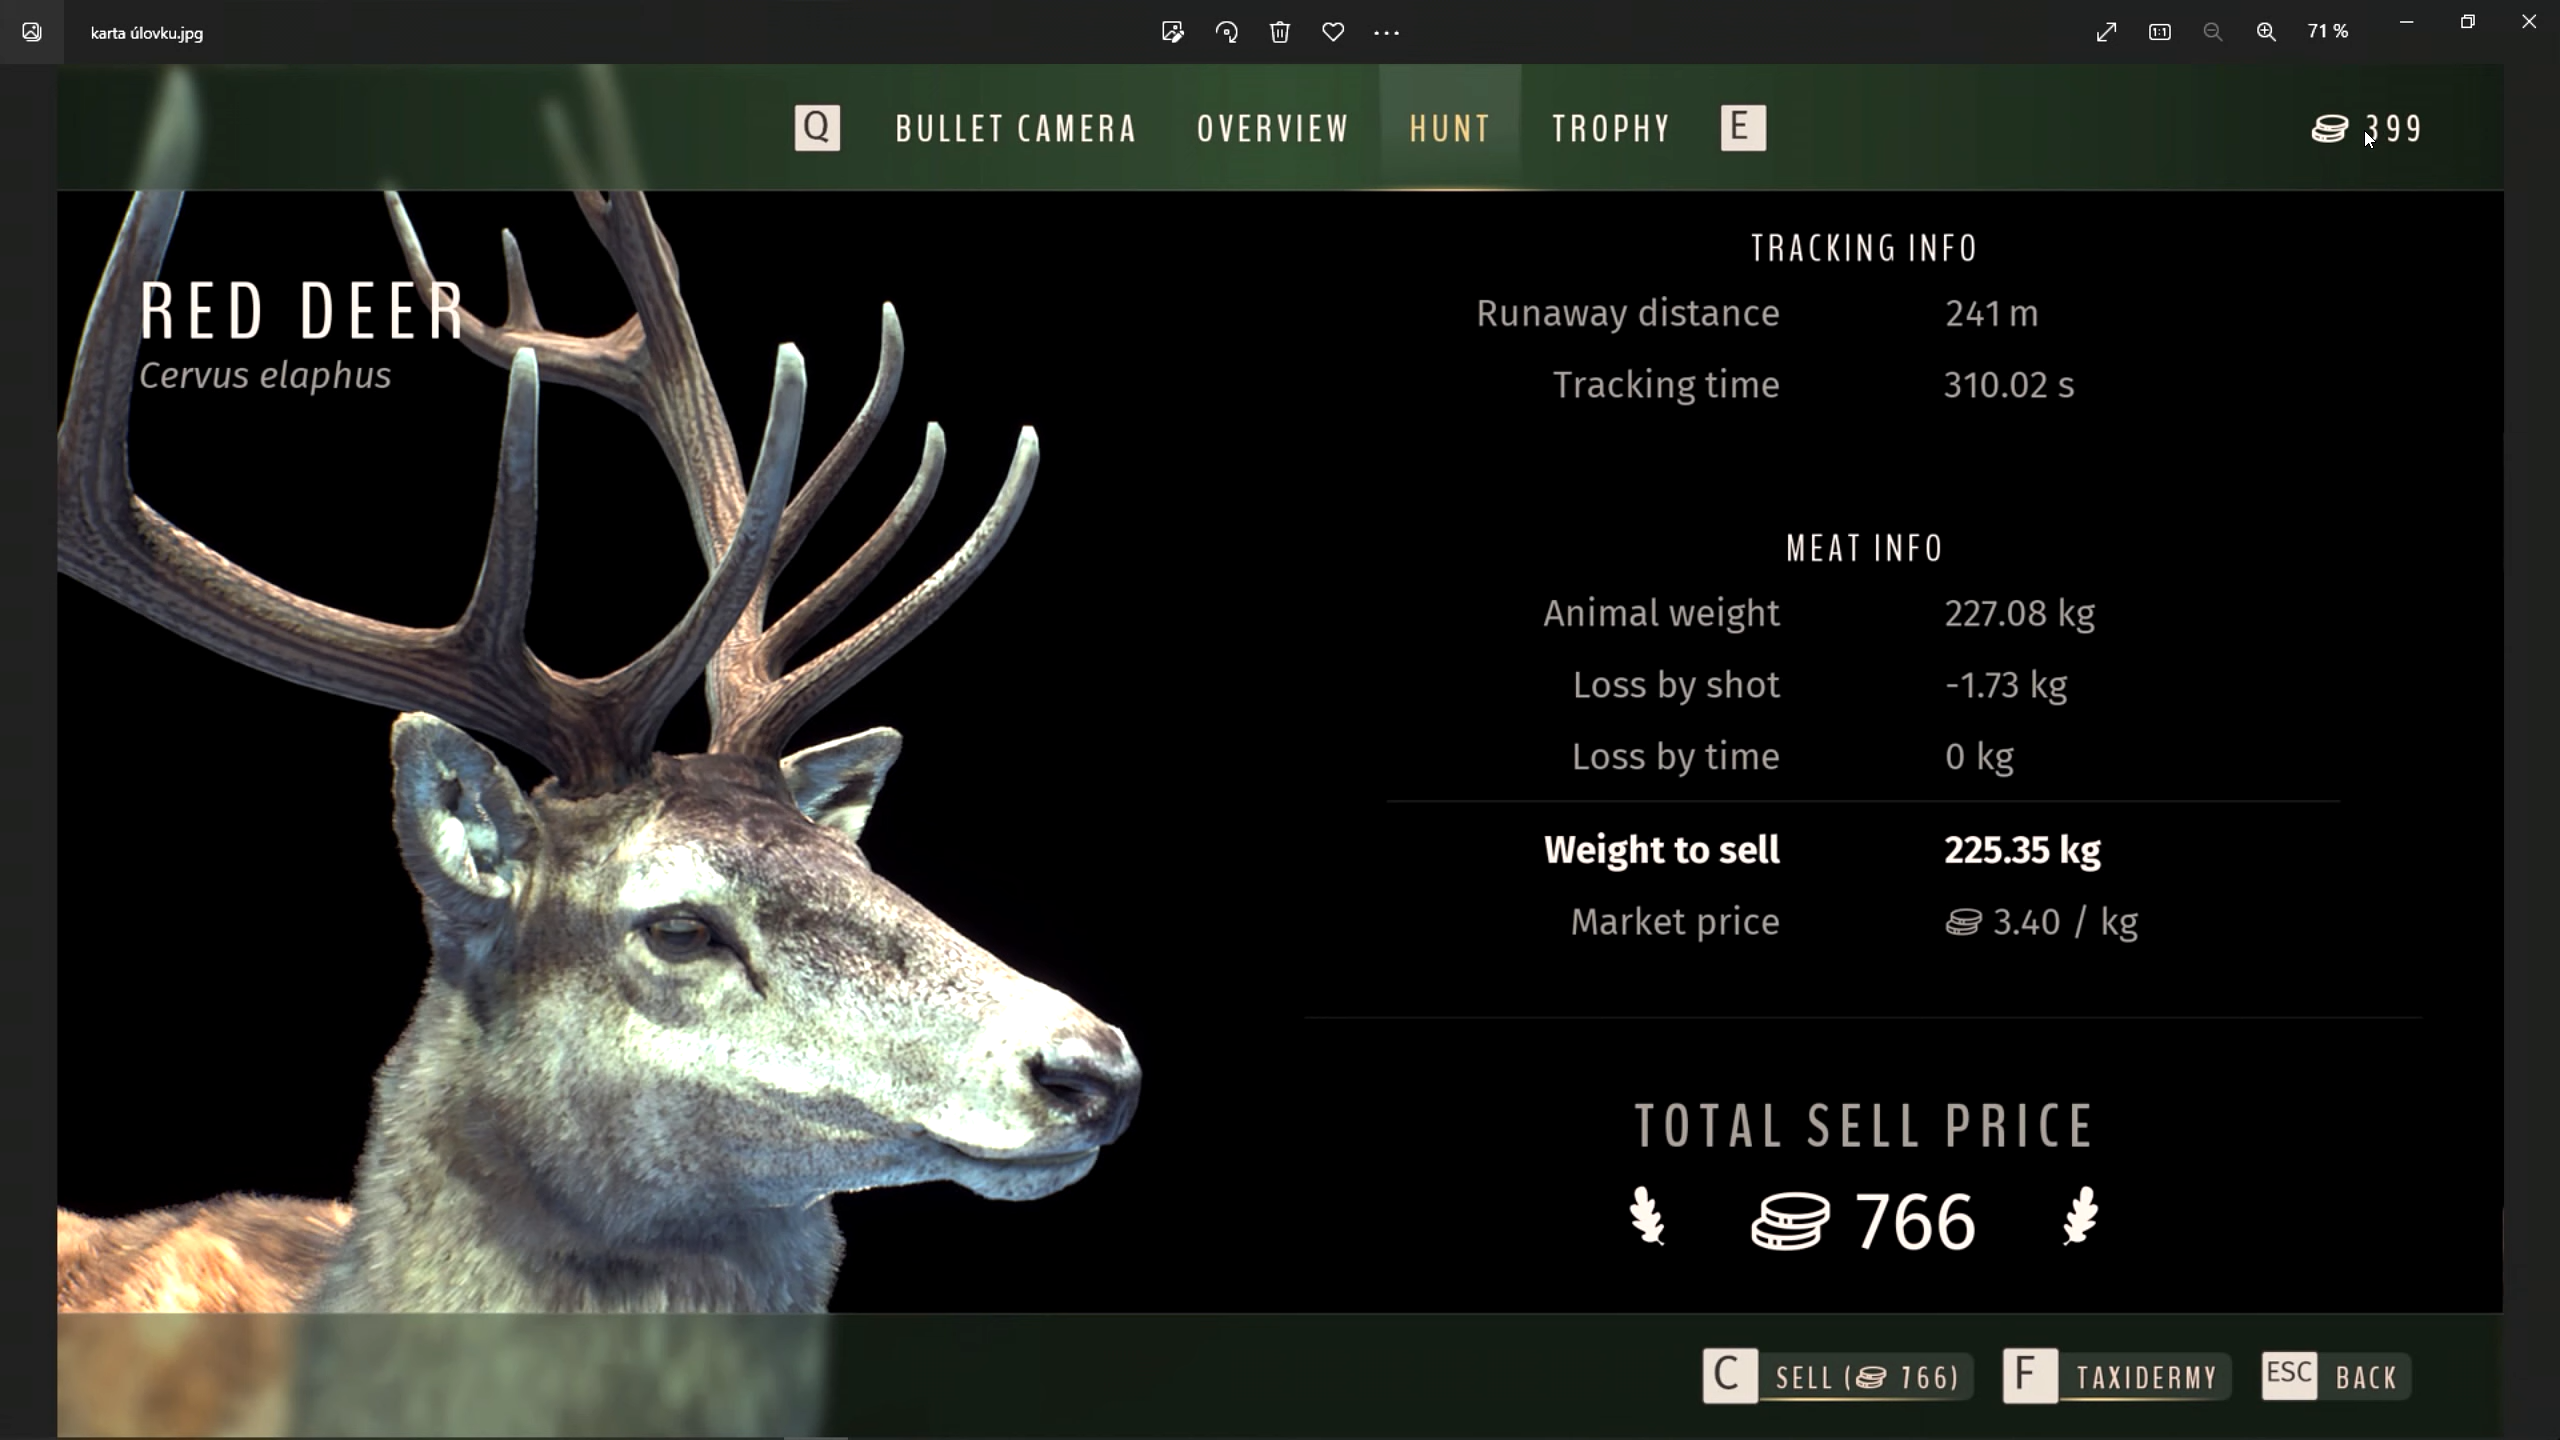 karta úlovku.jpg
71 %
Q BULLET CAMERA OVERVIEW HUNT TROPHY E 399
RED DEER
Cervus elaphus
TRACKING INFO
Runaway distance 241 m
Tracking time 310.02 s
MEAT INFO
Animal weight 227.08 kg
Loss by shot -1.73 kg
Loss by time 0 kg
Weight to sell 225.35 kg
Market price 3.40 / kg
TOTAL SELL PRICE
766
C SELL (766) F TAXIDERMY ESC BACK